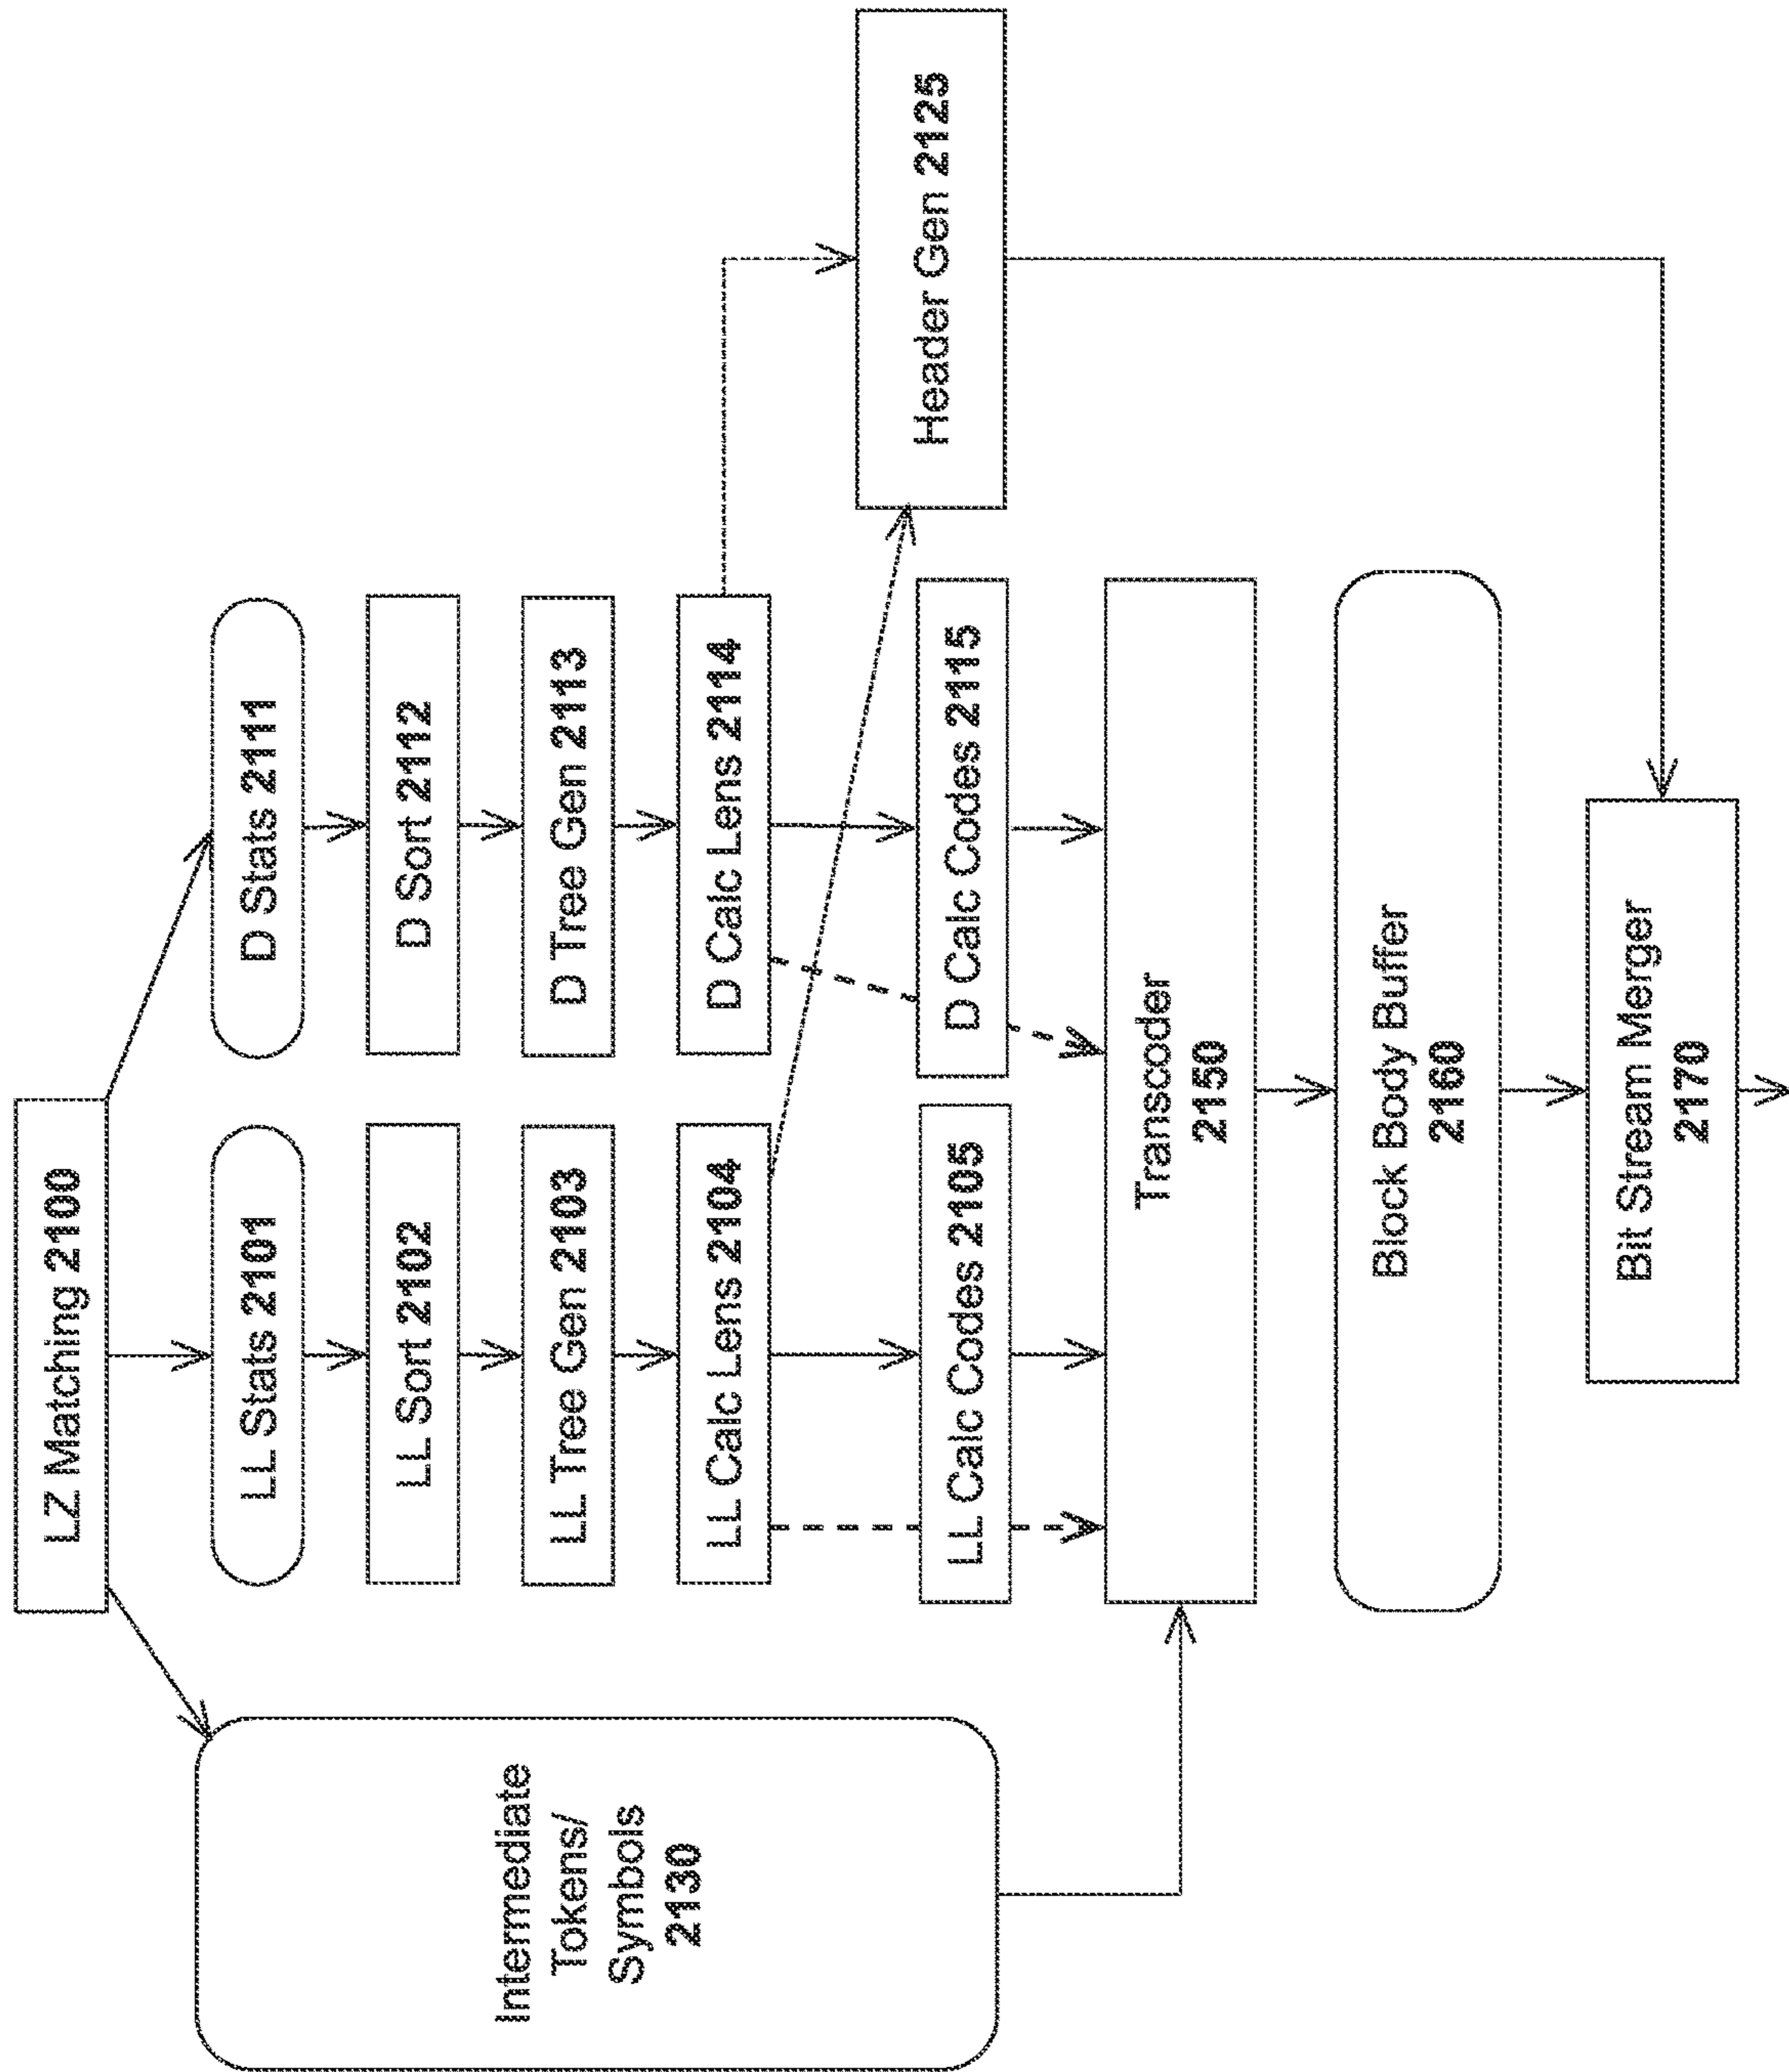 LZ Matching 2100
LL Stats 2101
D Stats 2111
LL Sort 2102
D Sort 2112
LL Tree Gen 2103
D Tree Gen 2113
LL Calc Lens 2104
D Calc Lens 2114
Intermediate
Tokens/
Symbols
2130
Header Gen 2125
LL Calc Codes 2105
D Calc Codes 2115
Transcoder
2150
Block Body Buffer
2160
Bit Stream Merger
2170